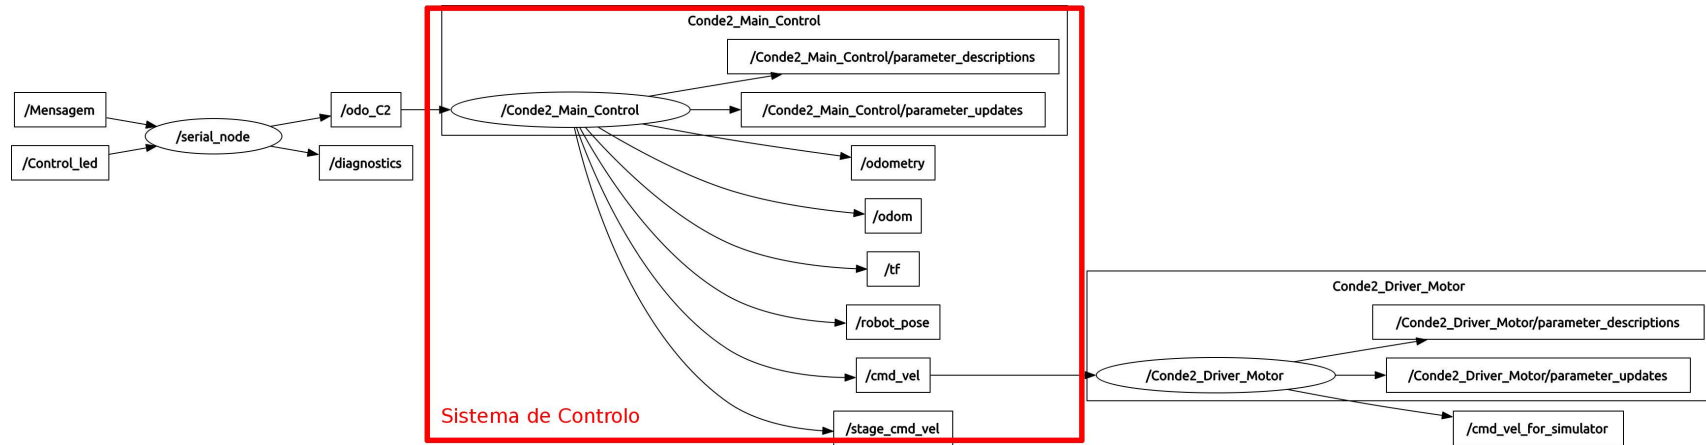 Conde2_Main_Control
/Conde2_Main_Control/parameter_descriptions
/Mensagem
/odo_C2
/Conde2_Main_Control
/Conde2_Main_Control/parameter_updates
/serial_node
/Control_led
/diagnostics
/odometry
/odom
/tf
Conde2_Driver_Motor
/robot_pose
/Conde2_Driver_Motor/parameter_descriptions
/cmd_vel
/Conde2_Driver_Motor
/Conde2_Driver_Motor/parameter_updates
Sistema de Controlo
/stage_cmd_vel
/cmd_vel_for_simulator